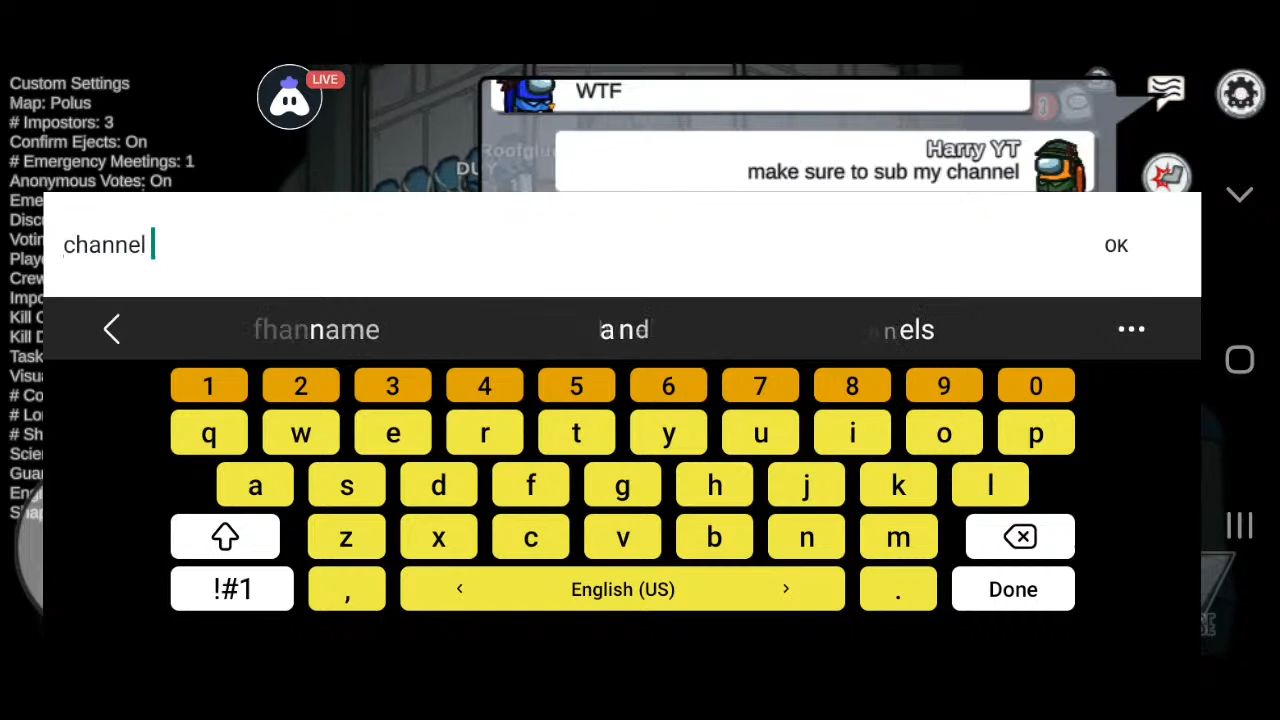 Custom Settings
Map: Polus
# Impostors: 3
Confirm Ejects: On
# Emergency Meetings: 1
Anonymous Votes: On
LIVE
WTF
Harry YT
make sure to sub my channel
channel
OK
name
and
els
1 2 3 4 5 6 7 8 9 0
q w e r t y u i o p
a s d f g h j k l
z x c v b n m
!#1 , < English (US) > . Done